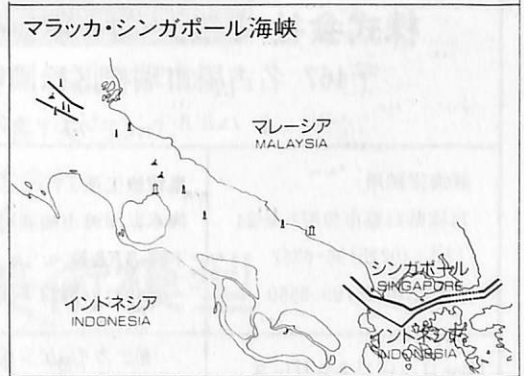 マラッカ・シンガポール海峡
マレーシア
MALAYSIA
シンガポール
SINGAPORE
インドネシア
INDONESIA
インドネシア
INDONESIA